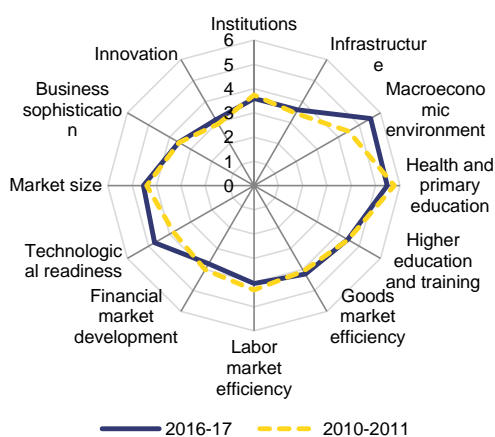 Institutions
Infrastructur
e
Macroecono
mic
environment
Health and
primary
education
Higher
education
and training
Goods
market
efficiency
Labor
market
efficiency
Financial
market
development
Technologic
al readiness
Market size
Business
sophisticatio
n
Innovation
6
5
4
3
2
1
0
2016-17
2010-2011